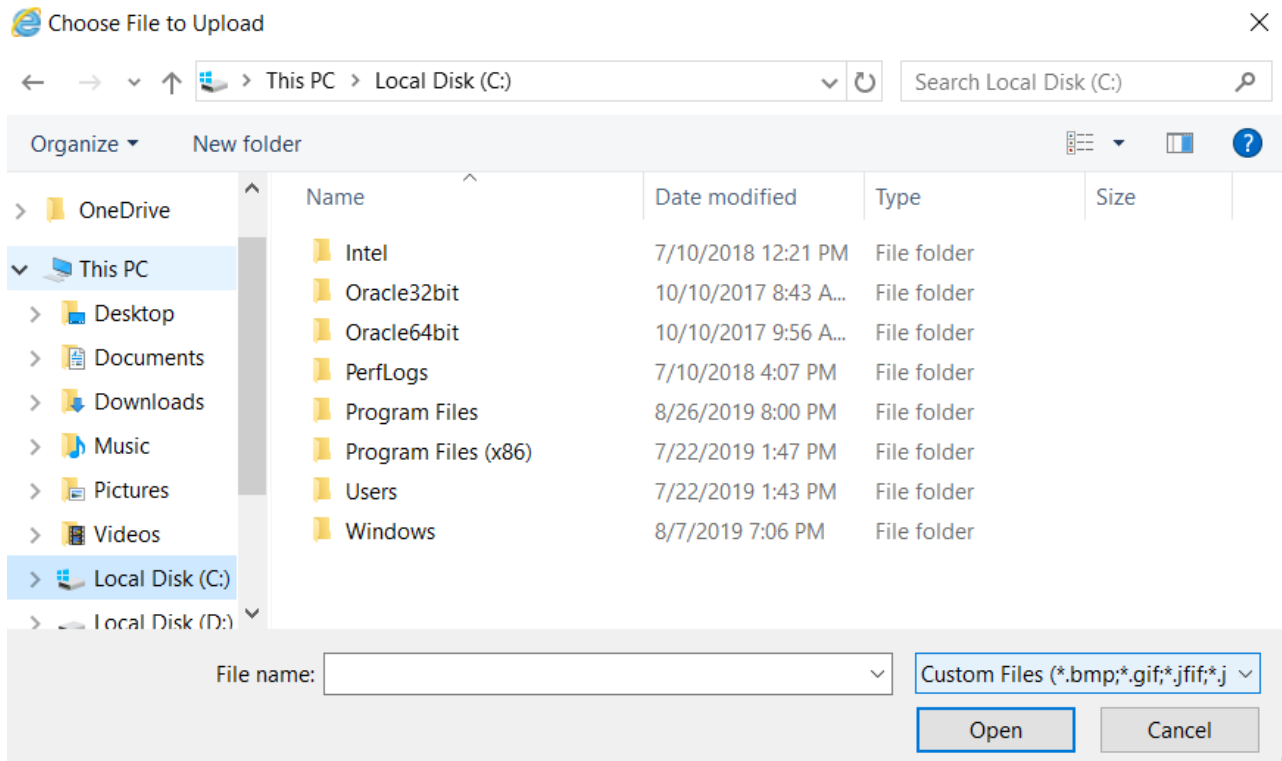 Choose File to Upload
This PC > Local Disk (C:)
Search Local Disk (C:)
Organize
New folder
Name Date modified Type Size
OneDrive
This PC
Desktop
Documents
Downloads
Music
Pictures
Videos
Local Disk (C:)
Local Disk (D:)
Intel 7/10/2018 12:21 PM File folder
Oracle32bit 10/10/2017 8:43 A... File folder
Oracle64bit 10/10/2017 9:56 A... File folder
PerfLogs 7/10/2018 4:07 PM File folder
Program Files 8/26/2019 8:00 PM File folder
Program Files (x86) 7/22/2019 1:47 PM File folder
Users 7/22/2019 1:43 PM File folder
Windows 8/7/2019 7:06 PM File folder
File name:
Custom Files (*.bmp;*.gif;*.jfif;*.j
Open
Cancel